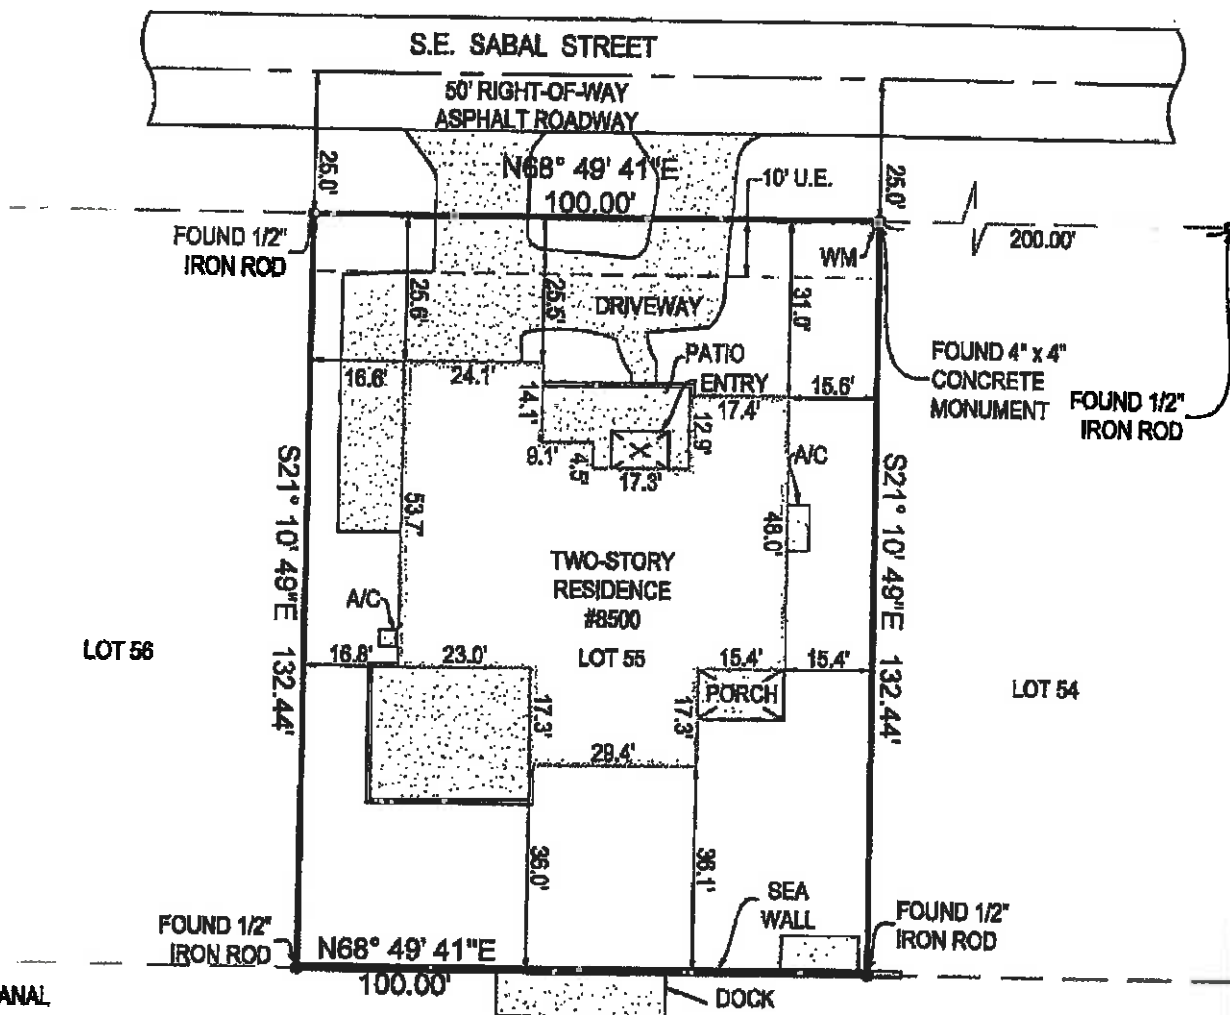 S.E. SABAL STREET
50' RIGHT-OF-WAY
ASPHALT ROADWAY
25.0'
N68° 49' 41"E
100.00'
10' U.E.
25.0'
200.00'
FOUND 1/2"
IRON ROD
WM
25.6'
25.5'
DRIVEWAY
31.0'
PATIO
ENTRY
FOUND 4" x 4"
CONCRETE
MONUMENT
FOUND 1/2"
IRON ROD
16.6'
24.1'
14.1'
17.4'
15.6'
12.9'
9.1'
4.5'
17.3'
A/C
S21° 10' 49"E 132.44'
53.7'
48.0'
S21° 10' 49"E 132.44'
TWO-STORY
RESIDENCE
#8500
LOT 55
A/C
LOT 56
16.8'
23.0'
15.4'
15.4'
PORCH
LOT 54
17.3'
17.3'
29.4'
36.0'
36.1'
SEA
WALL
FOUND 1/2"
IRON ROD
FOUND 1/2"
IRON ROD
N68° 49' 41"E
100.00'
DOCK
ANAL